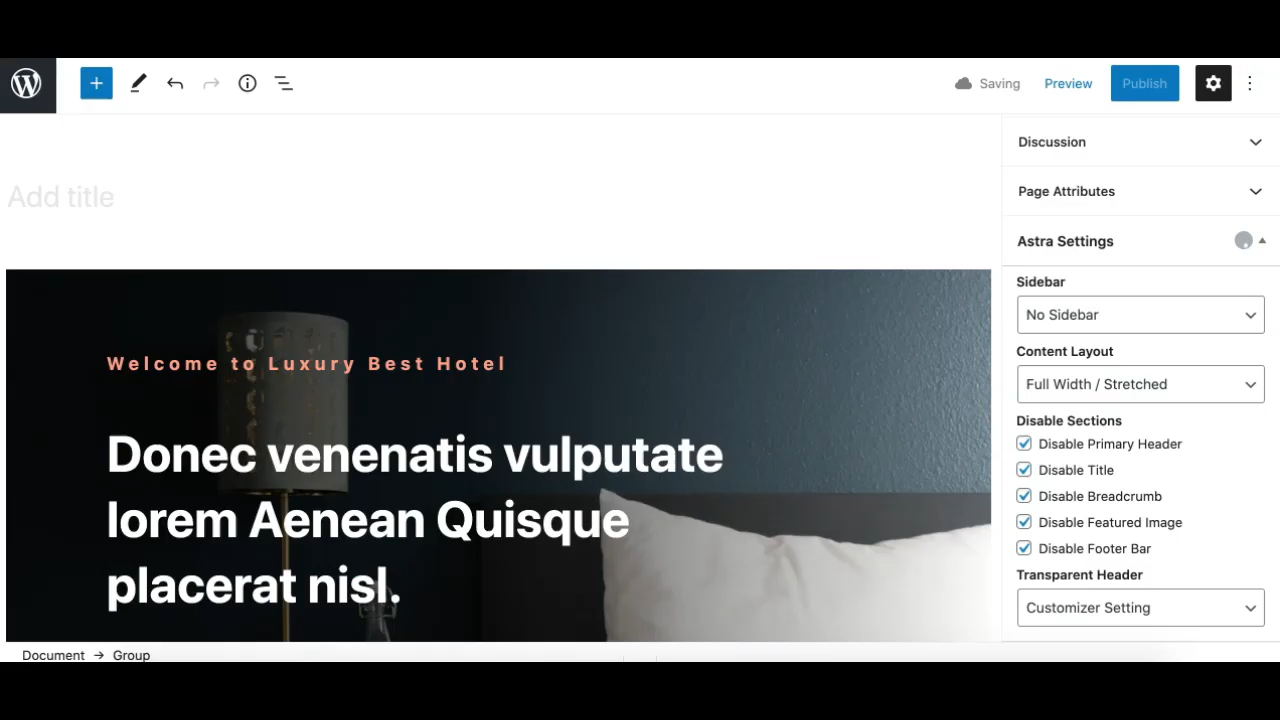 Saving
Preview
Publish
Discussion
Add title
Page Attributes
Astra Settings
Sidebar
No Sidebar
Content Layout
Full Width / Stretched
Disable Sections
Disable Primary Header
Disable Title
Disable Breadcrumb
Disable Featured Image
Disable Footer Bar
Transparent Header
Customizer Setting
Welcome to Luxury Best Hotel
Donec venenatis vulputate
lorem Aenean Quisque
placerat nisl.
Document → Group